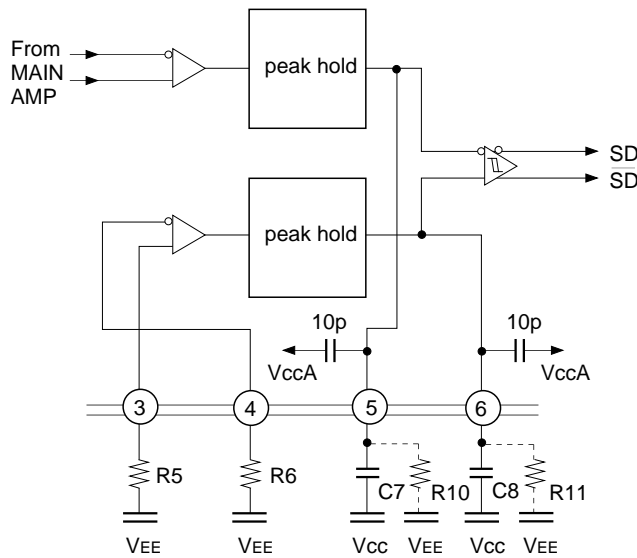 From
MAIN
AMP
peak hold
SD
SD
peak hold
10p
VccA
10p
VccA
3
4
5
6
R5
R6
C7
R10
C8
R11
VEE
VEE
Vcc
VEE
Vcc
VEE